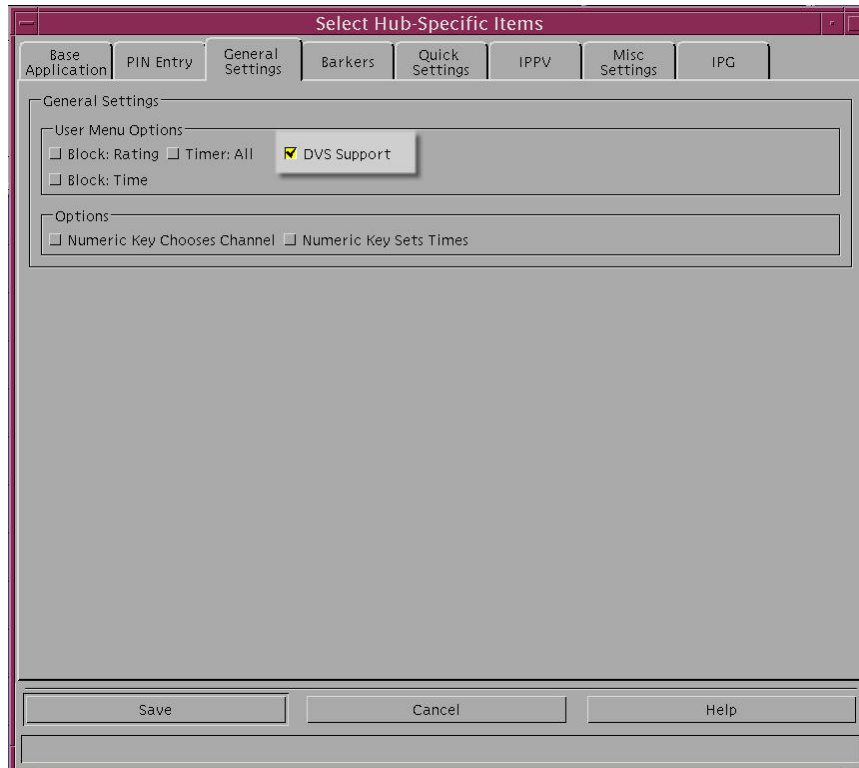 Select Hub-Specific Items
Base Application
PIN Entry
General Settings
Barkers
Quick Settings
IPPV
Misc Settings
IPG
General Settings
User Menu Options
Block: Rating Timer: All DVS Support
Block: Time
Options
Numeric Key Chooses Channel Numeric Key Sets Times
Save Cancel Help